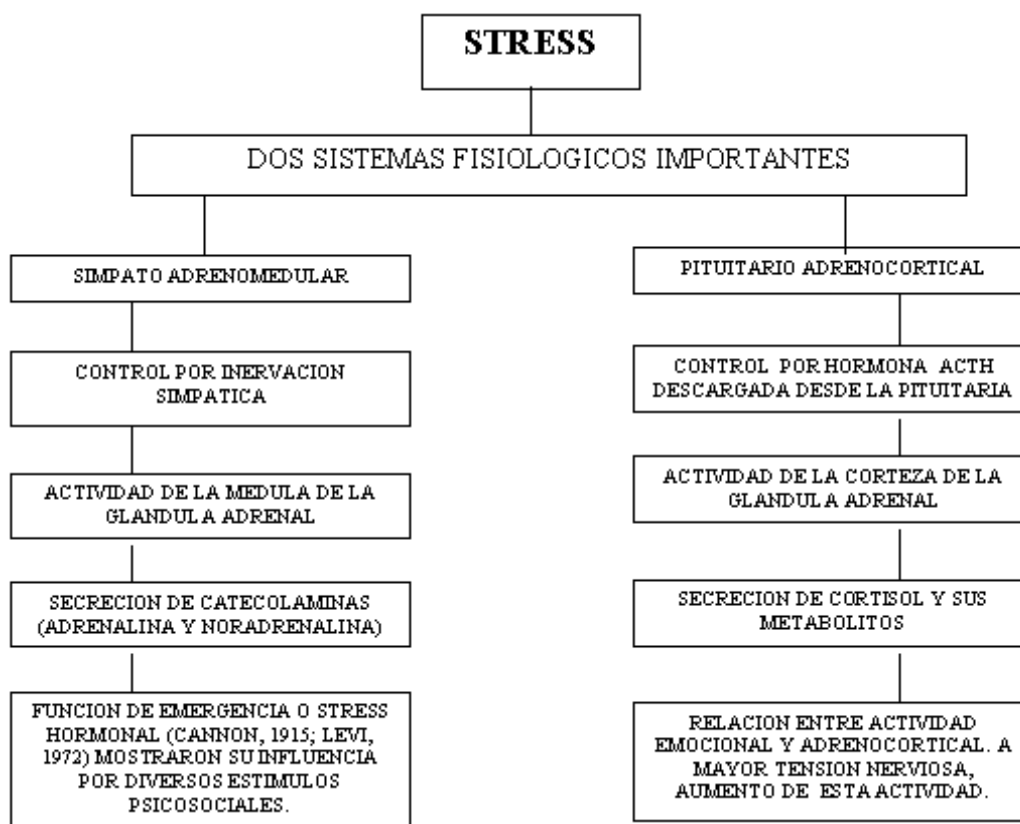 STRESS
DOS SISTEMAS FISIOLOGICOS IMPORTANTES
SIMPATO ADRENOMEDULAR
CONTROL POR INERVACION
SIMPATICA
ACTIVIDAD DE LA MEDULA DE LA
GLANDULA ADRENAL
SECRECION DE CATECOLAMINAS
(ADRENALINA Y NORADRENALINA)
FUNCION DE EMERGENCIA O STRESS
HORMONAL (CANNON, 1915; LEVI,
1972) MOSTRARON SU INFLUENCIA
POR DIVERSOS ESTIMULOS
PSICOSOCIALES.
PITUITARIO ADRENOCORTICAL
CONTROL POR HORMONA ACTH
DESCARGADA DESDE LA PITUITARIA
ACTIVIDAD DE LA CORTEZA DE LA
GLANDULA ADRENAL
SECRECION DE CORTISOL Y SUS
METABOLITOS
RELACION ENTRE ACTIVIDAD
EMOCIONAL Y ADRENOCORTICAL. A
MAYOR TENSION NERVIOSA,
AUMENTO DE ESTA ACTIVIDAD.